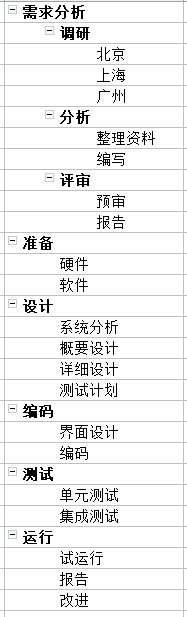 需求分析
调研
北京
上海
广州
分析
整理资料
编写
评审
预审
报告
准备
硬件
软件
设计
系统分析
概要设计
详细设计
测试计划
编码
界面设计
编码
测试
单元测试
集成测试
运行
试运行
报告
改进